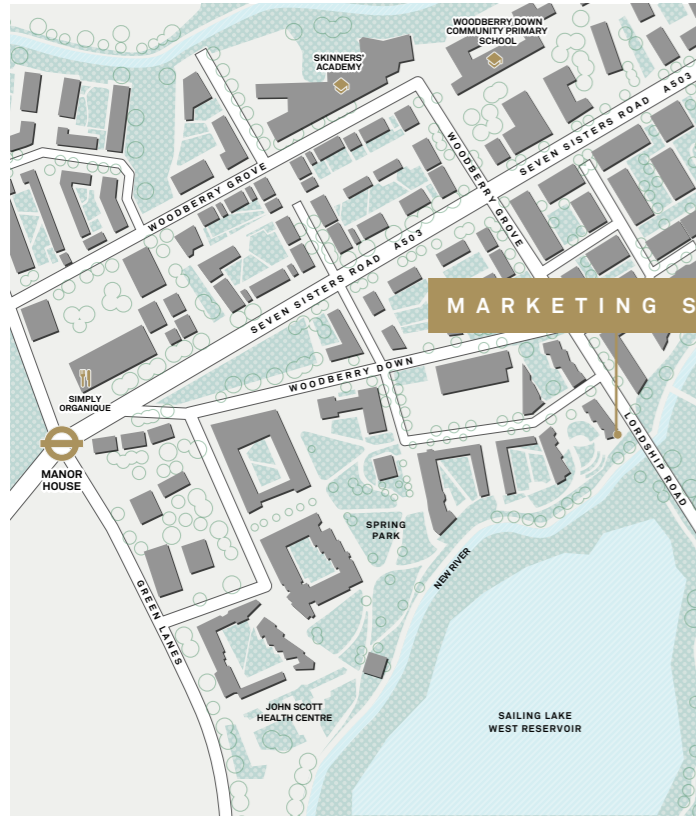 WOODBERRY DOWN
COMMUNITY PRIMARY
SCHOOL
SKINNERS'
ACADEMY
SEVEN SISTERS ROAD A503
WOODBERRY GROVE
WOODBERRY GROVE
SEVEN SISTERS ROAD A503
MARKETING S
WOODBERRY DOWN
SIMPLY
ORGANIQUE
MANOR
HOUSE
LORDSHIP ROAD
SPRING
PARK
NEW RIVER
GREEN LANES
JOHN SCOTT
HEALTH CENTRE
SAILING LAKE
WEST RESERVOIR